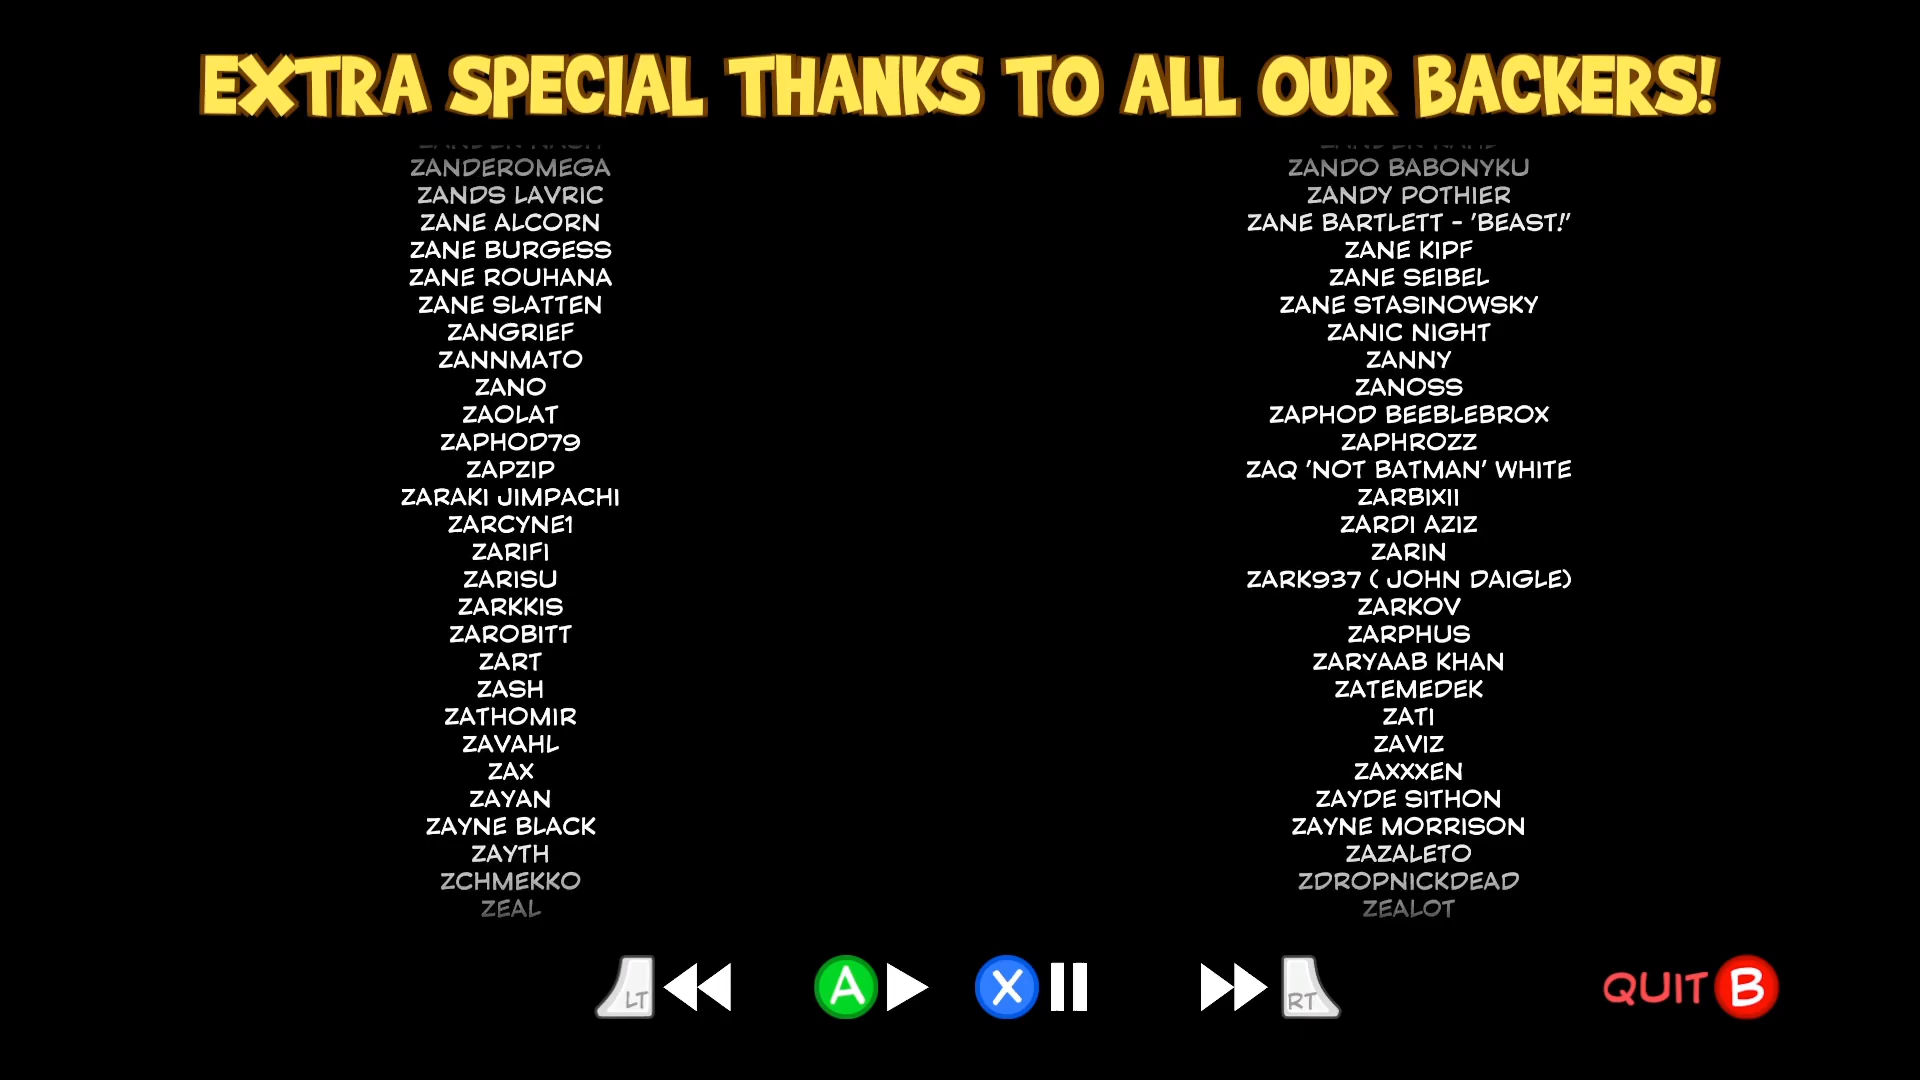 EXTRA SPECIAL THANKS TO ALL OUR BACKERS!
ZANDEROMEGA
ZANDS LAVRIC
ZANE ALCORN
ZANE BURGESS
ZANE ROUHANA
ZANE SLATTEN
ZANGRIEF
ZANNMATO
ZANO
ZAOLAT
ZAPHOD79
ZAPZIP
ZARAKI JIMPACHI
ZARCYNE1
ZARIFI
ZARISU
ZARKKIS
ZAROBITT
ZART
ZASH
ZATHOMIR
ZAVAHL
ZAX
ZAYAN
ZAYNE BLACK
ZAYTH
ZCHMEKKO
ZEAL
ZANDO BABONYKU
ZANDY POTHIER
ZANE BARTLETT - 'BEAST!'
ZANE KIPF
ZANE SEIBEL
ZANE STASINOWSKY
ZANIC NIGHT
ZANNY
ZANOSS
ZAPHOD BEEBLEBROX
ZAPHROZZ
ZAQ 'NOT BATMAN' WHITE
ZARBIXII
ZARDI AZIZ
ZARIN
ZARK937 ( JOHN DAIGLE)
ZARKOV
ZARPHUS
ZARYAAB KHAN
ZATEMEDEK
ZATI
ZAVIZ
ZAXXXEN
ZAYDE SITHON
ZAYNE MORRISON
ZAZALETO
ZDROPNICKDEAD
ZEALOT
LT
A
X
RT
QUIT B